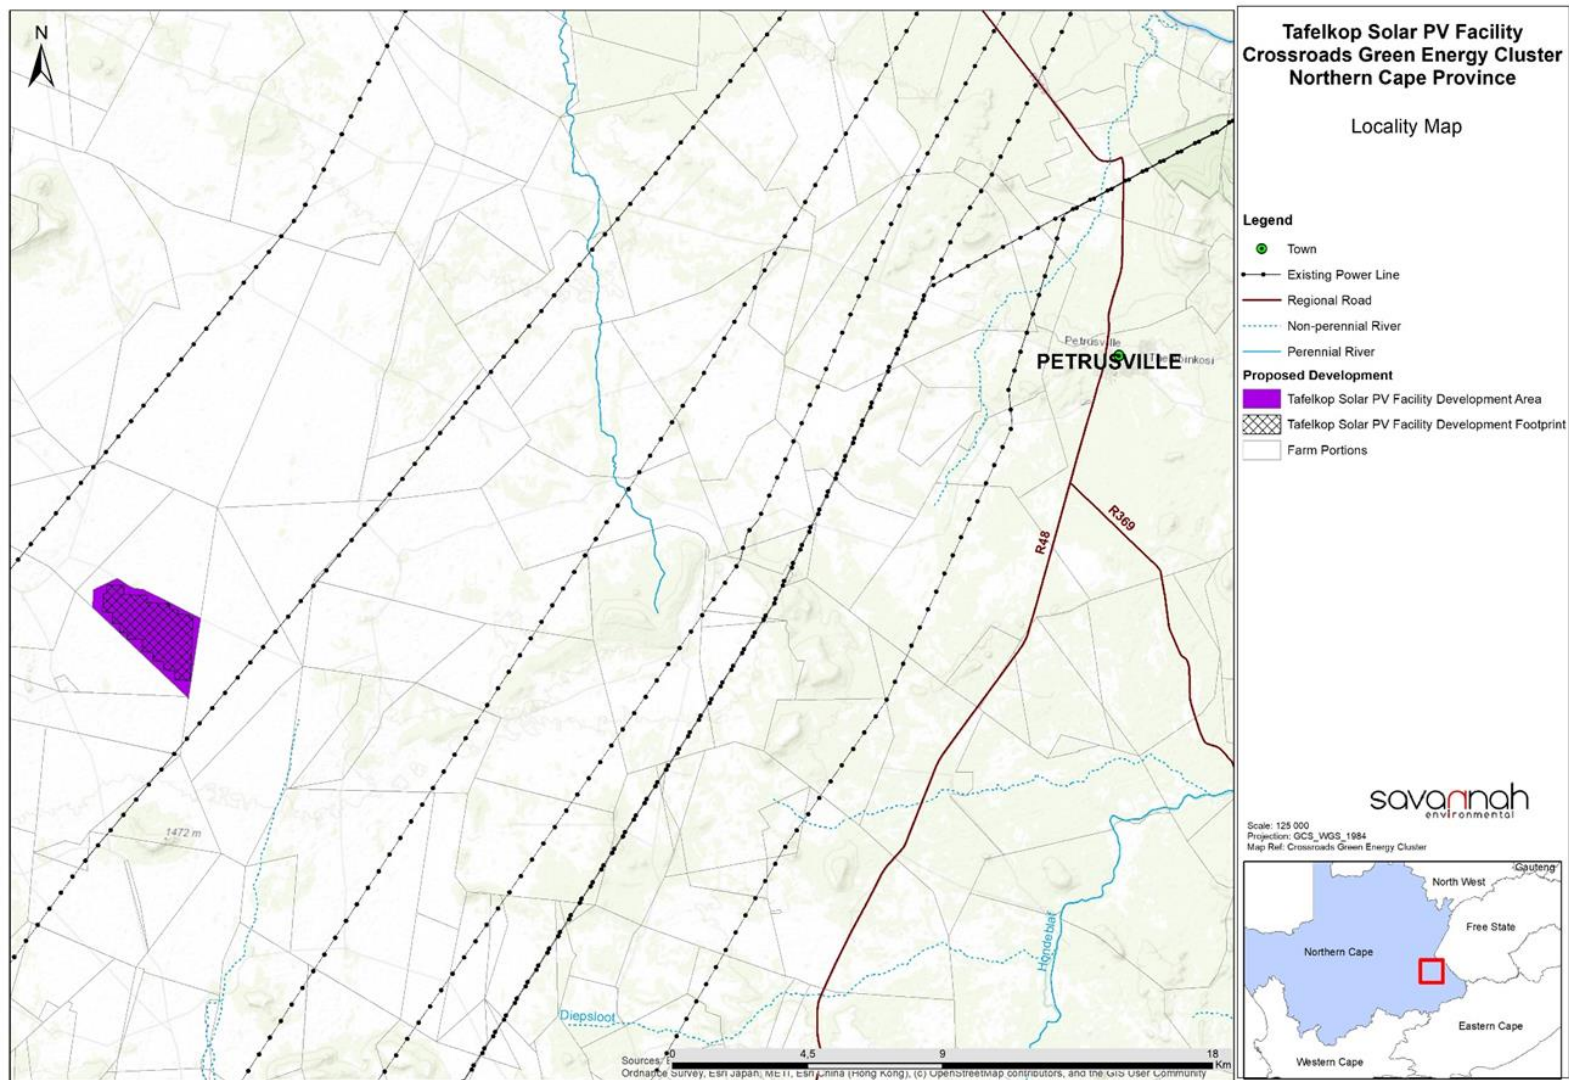 N
Petrusville
PETRUSVILLE
R369
R48
1472 m
Hondeblaf
Diepsloot
0 4,5 9 18
Km
Sources: E
Ordnance Survey, Esri Japan, METI, Esri China (Hong Kong), (c) OpenStreetMap contributors, and the GIS User Community
Tafelkop Solar PV Facility
Crossroads Green Energy Cluster
Northern Cape Province
Locality Map
Legend
Town
Existing Power Line
Regional Road
Non-perennial River
Perennial River
Proposed Development
Tafelkop Solar PV Facility Development Area
Tafelkop Solar PV Facility Development Footprint
Farm Portions
savannah
environmental
Scale: 125 000
Projection: GCS_WGS_1984
Map Ref: Crossroads Green Energy Cluster
Gauteng
North West
Free State
Northern Cape
Eastern Cape
Western Cape